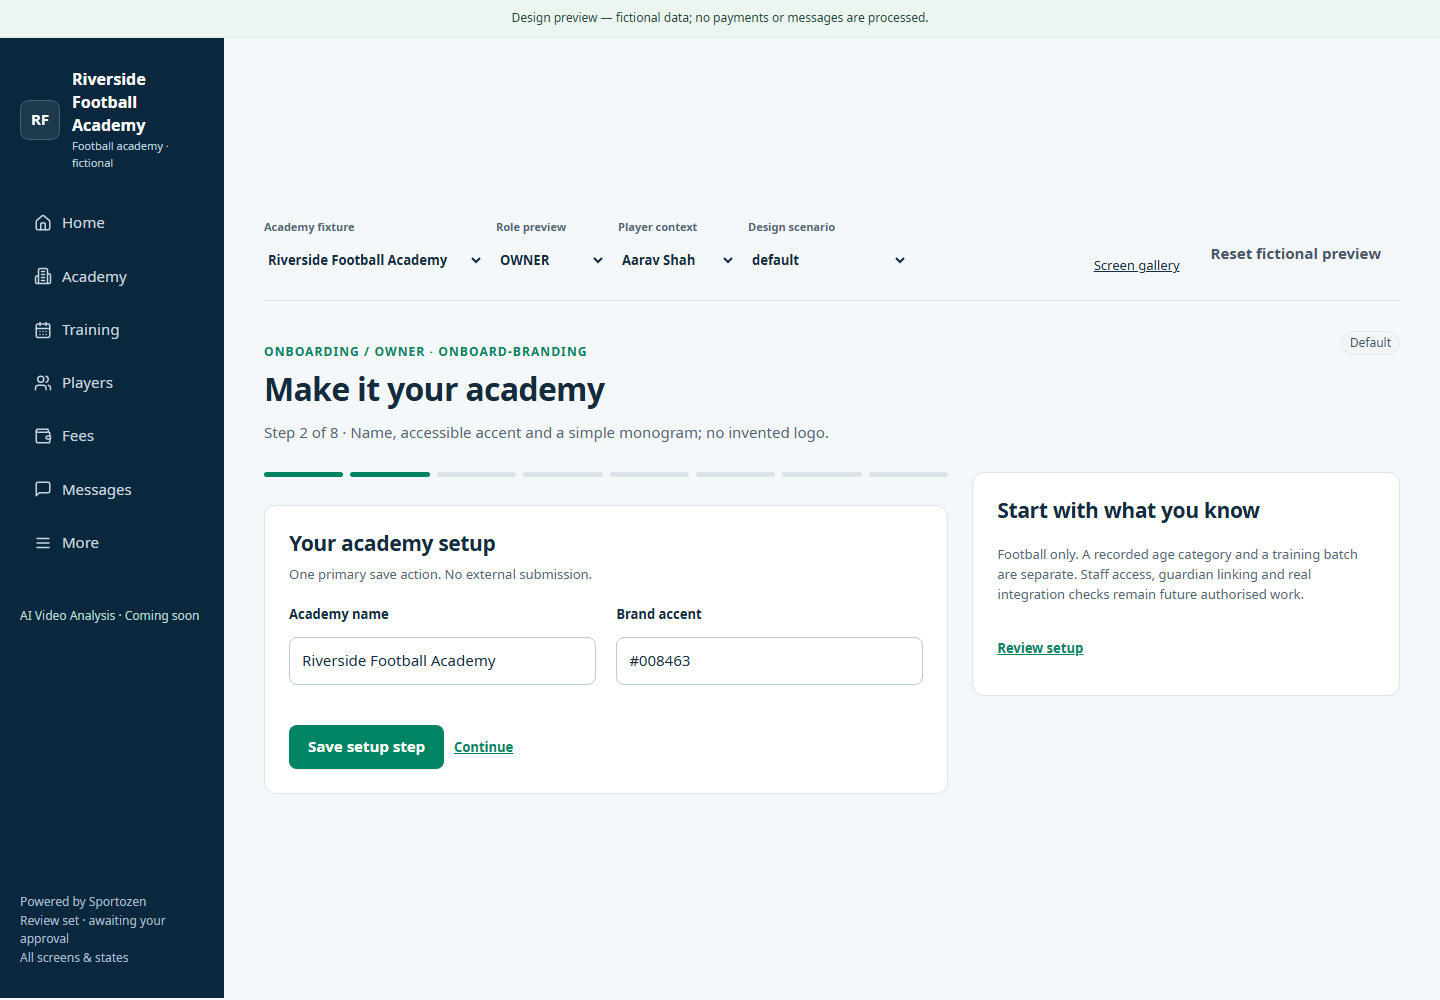 Design preview — fictional data; no payments or messages are processed.
RF
Riverside
Football
Academy
Football academy ·
fictional
Home
Academy
Training
Players
Fees
Messages
More
AI Video Analysis · Coming soon
Powered by Sportozen
Review set · awaiting your
approval
All screens & states
Academy fixture
Riverside Football Academy
Role preview
OWNER
Player context
Aarav Shah
Design scenario
default
Screen gallery
Reset fictional preview
ONBOARDING / OWNER · ONBOARD-BRANDING
Default
Make it your academy
Step 2 of 8 · Name, accessible accent and a simple monogram; no invented logo.
Your academy setup
One primary save action. No external submission.
Academy name
Riverside Football Academy
Brand accent
#008463
Save setup step
Continue
Start with what you know
Football only. A recorded age category and a training batch
are separate. Staff access, guardian linking and real
integration checks remain future authorised work.
Review setup